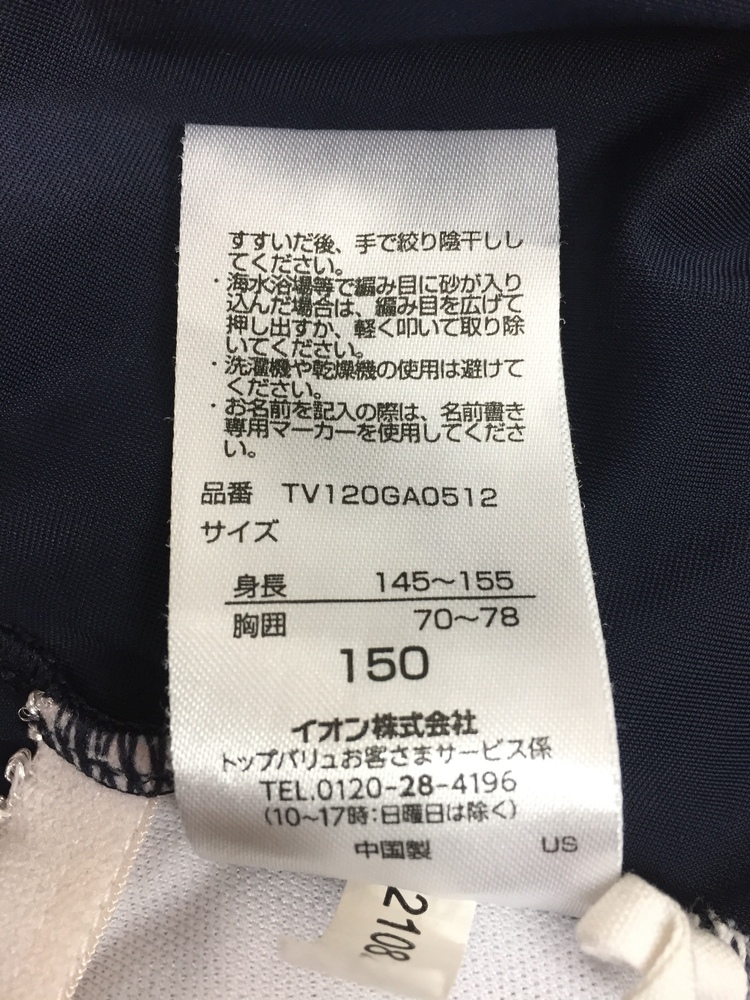 すすいだ後、手で絞り陰干しし
てください。
・海水浴場等で編み目に砂が入り
込んだ場合は、編み目を広げて
押し出すか、軽く叩いて取り除
いてください。
・洗濯機や乾燥機の使用は避けて
ください。
・お名前を記入の際は、名前書き
専用マーカーを使用してくださ
い。
品番 TV120GA0512
サイズ
身長 145～155
胸囲 70～78
150
イオン株式会社
トップバリュお客さまサービス係
TEL.0120-28-4196
(10～17時:日曜日は除く)
中国製 US
2108